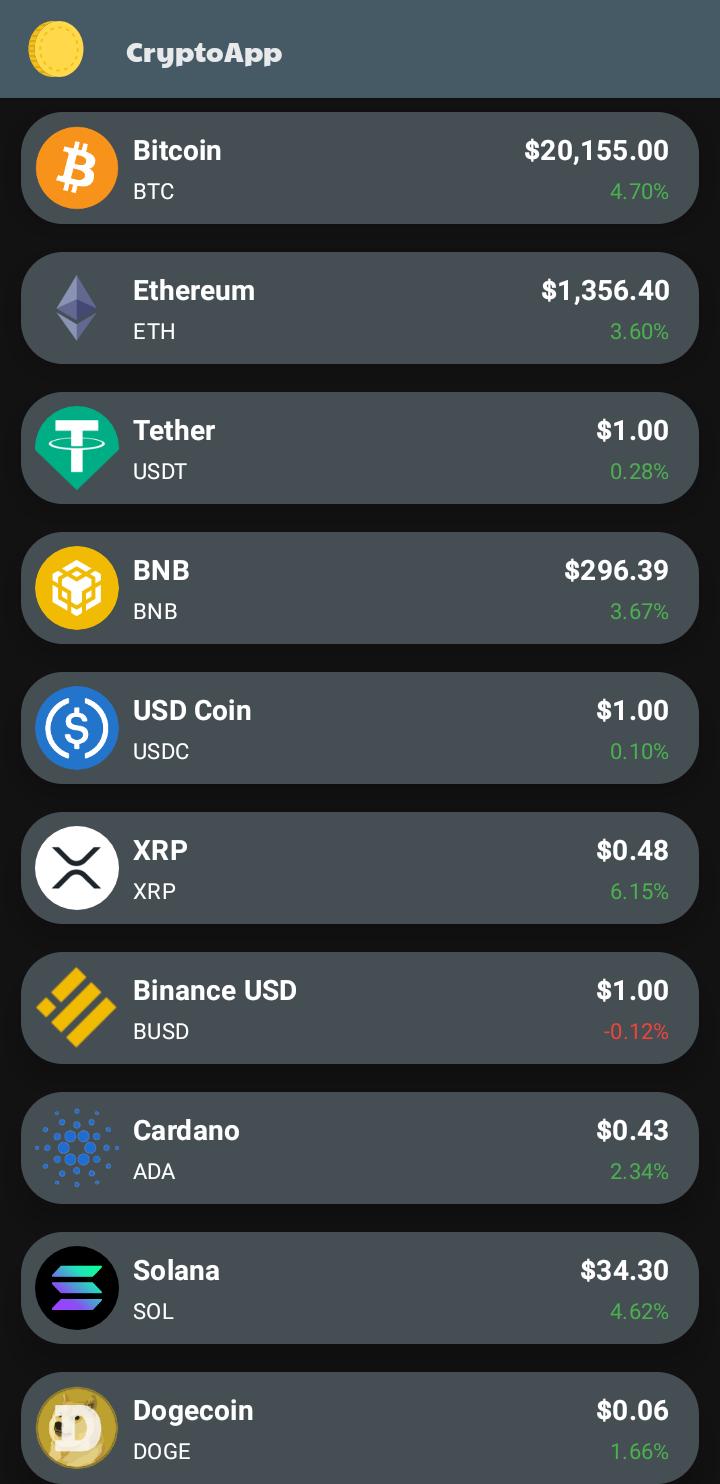 CryptoApp
Bitcoin $20,155.00
BTC 4.70%
Ethereum $1,356.40
ETH 3.60%
Tether $1.00
USDT 0.28%
BNB $296.39
BNB 3.67%
USD Coin $1.00
USDC 0.10%
XRP $0.48
XRP 6.15%
Binance USD $1.00
BUSD -0.12%
Cardano $0.43
ADA 2.34%
Solana $34.30
SOL 4.62%
Dogecoin $0.06
DOGE 1.66%